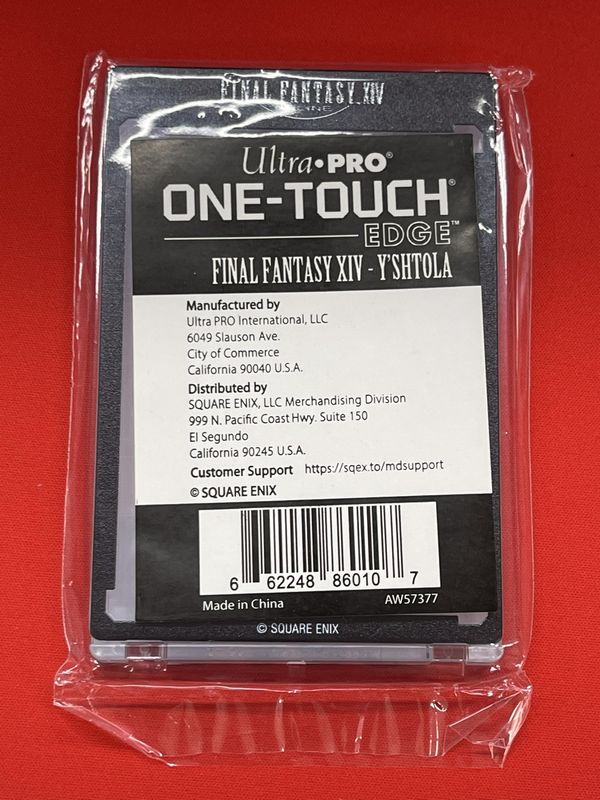 FINAL FANTASY XIV
ONLINE
Ultra•PRO®
ONE-TOUCH®
EDGE™
FINAL FANTASY XIV - Y'SHTOLA
Manufactured by
Ultra PRO International, LLC
6049 Slauson Ave.
City of Commerce
California 90040 U.S.A.
Distributed by
SQUARE ENIX, LLC Merchandising Division
999 N. Pacific Coast Hwy. Suite 150
El Segundo
California 90245 U.S.A.
Customer Support https://sqex.to/mdsupport
© SQUARE ENIX
6 62248 86010 7
Made in China AW57377
© SQUARE ENIX